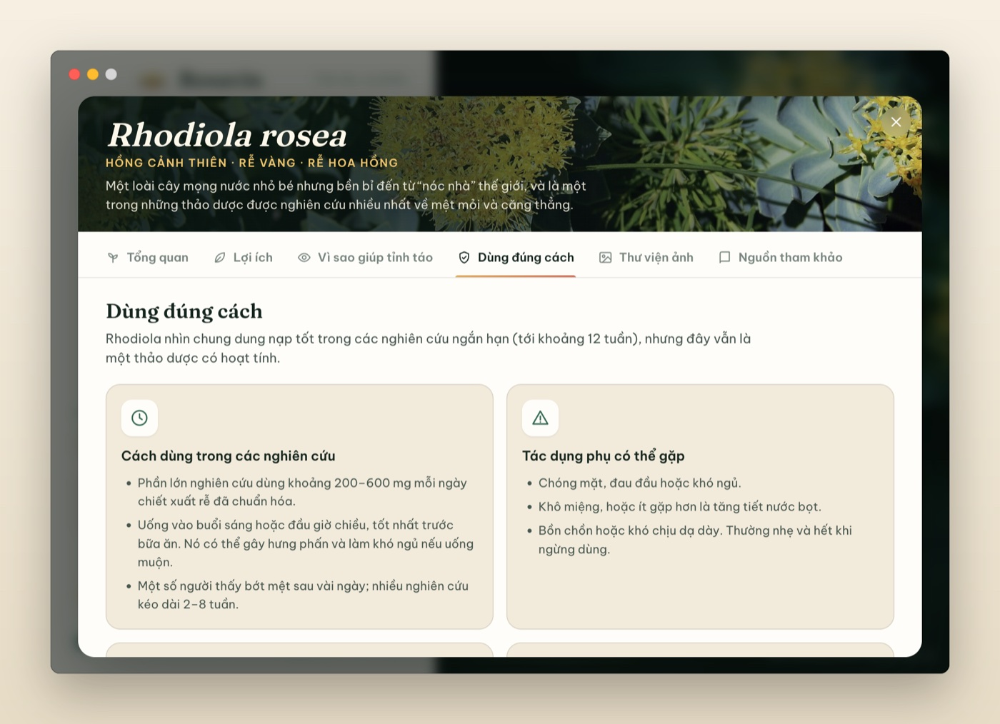 Rhodiola rosea
HỒNG CẢNH THIÊN · RỄ VÀNG · RỄ HOA HỒNG
Một loài cây mọng nước nhỏ bé nhưng bền bỉ đến từ “nóc nhà” thế giới, và là một
trong những thảo dược được nghiên cứu nhiều nhất về mệt mỏi và căng thẳng.
Tổng quan
Lợi ích
Vì sao giúp tỉnh táo
Dùng đúng cách
Thư viện ảnh
Nguồn tham khảo
Dùng đúng cách
Rhodiola nhìn chung dung nạp tốt trong các nghiên cứu ngắn hạn (tới khoảng 12 tuần), nhưng đây vẫn là
một thảo dược có hoạt tính.
Cách dùng trong các nghiên cứu
• Phần lớn nghiên cứu dùng khoảng 200–600 mg mỗi ngày
chiết xuất rễ đã chuẩn hóa.
• Uống vào buổi sáng hoặc đầu giờ chiều, tốt nhất trước
bữa ăn. Nó có thể gây hưng phấn và làm khó ngủ nếu uống
muộn.
• Một số người thấy bớt mệt sau vài ngày; nhiều nghiên cứu
kéo dài 2–8 tuần.
Tác dụng phụ có thể gặp
• Chóng mặt, đau đầu hoặc khó ngủ.
• Khô miệng, hoặc ít gặp hơn là tăng tiết nước bọt.
• Bồn chồn hoặc khó chịu dạ dày. Thường nhẹ và hết khi
ngừng dùng.